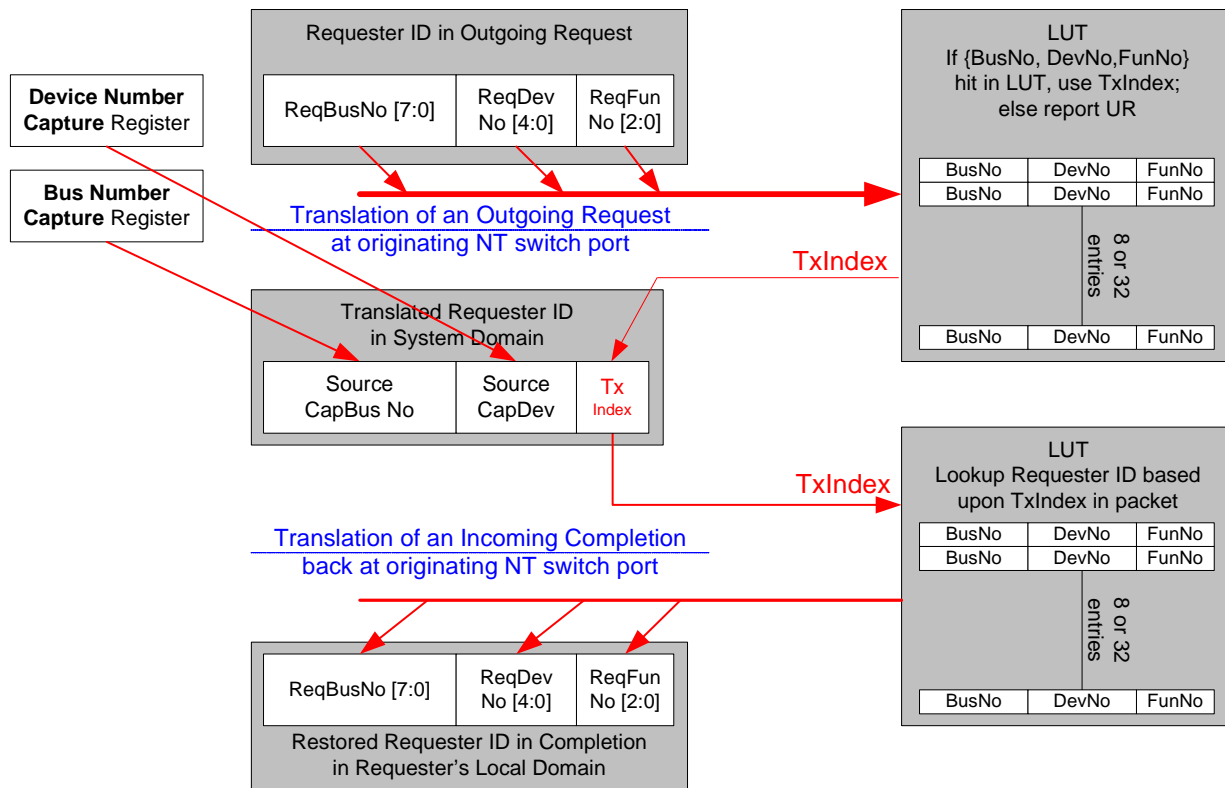 Requester ID in Outgoing Request
ReqBusNo [7:0]
ReqDev
No [4:0]
ReqFun
No [2:0]
Device Number
Capture Register
Bus Number
Capture Register
LUT
If {BusNo, DevNo,FunNo}
hit in LUT, use TxIndex;
else report UR
BusNo DevNo FunNo
BusNo DevNo FunNo
8 or 32
entries
BusNo DevNo FunNo
Translation of an Outgoing Request
at originating NT switch port
TxIndex
Translated Requester ID
in System Domain
Source
CapBus No
Source
CapDev
Tx
Index
TxIndex
LUT
Lookup Requester ID based
upon TxIndex in packet
BusNo DevNo FunNo
BusNo DevNo FunNo
8 or 32
entries
BusNo DevNo FunNo
Translation of an Incoming Completion
back at originating NT switch port
ReqBusNo [7:0]
ReqDev
No [4:0]
ReqFun
No [2:0]
Restored Requester ID in Completion
in Requester's Local Domain